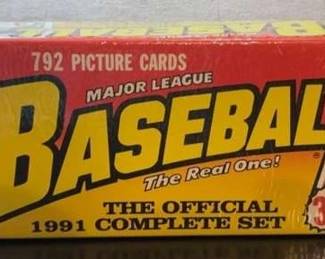 792 PICTURE CARDS
MAJOR LEAGUE
BASEBAL
The Real One!
THE OFFICIAL
1991 COMPLETE SET